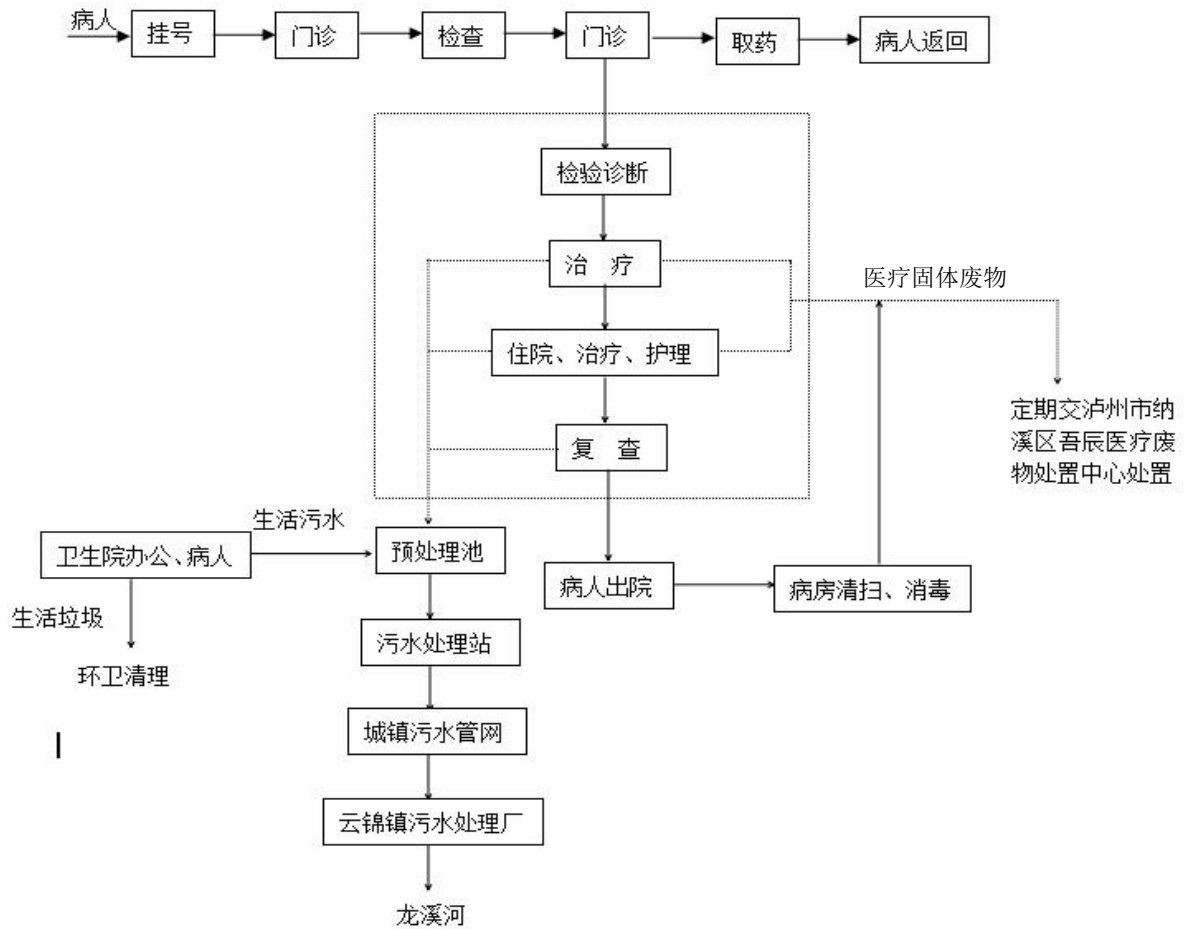 病人
挂号
门诊
检查
门诊
取药
病人返回
检验诊断
治 疗
医疗固体废物
住院、治疗、护理
定期交泸州市纳
溪区吾辰医疗废
物处置中心处置
复 查
生活污水
卫生院办公、病人
预处理池
病人出院
病房清扫、消毒
生活垃圾
污水处理站
环卫清理
城镇污水管网
云锦镇污水处理厂
龙溪河